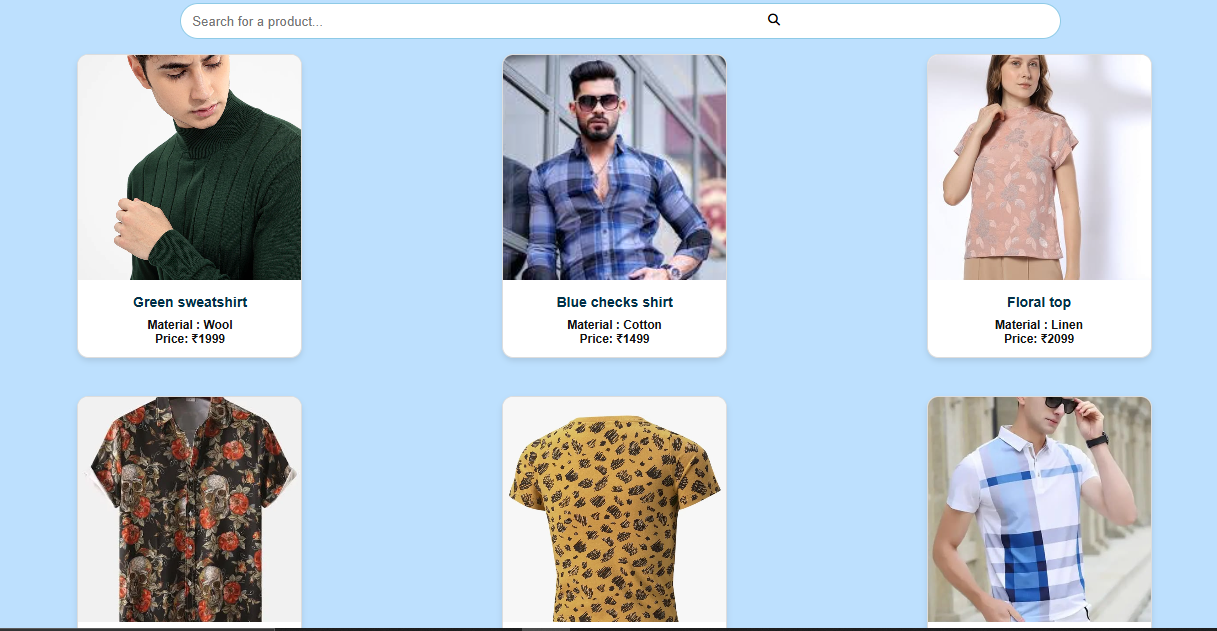 Search for a product...
Green sweatshirt
Material : Wool
Price: ₹1999
Blue checks shirt
Material : Cotton
Price: ₹1499
Floral top
Material : Linen
Price: ₹2099